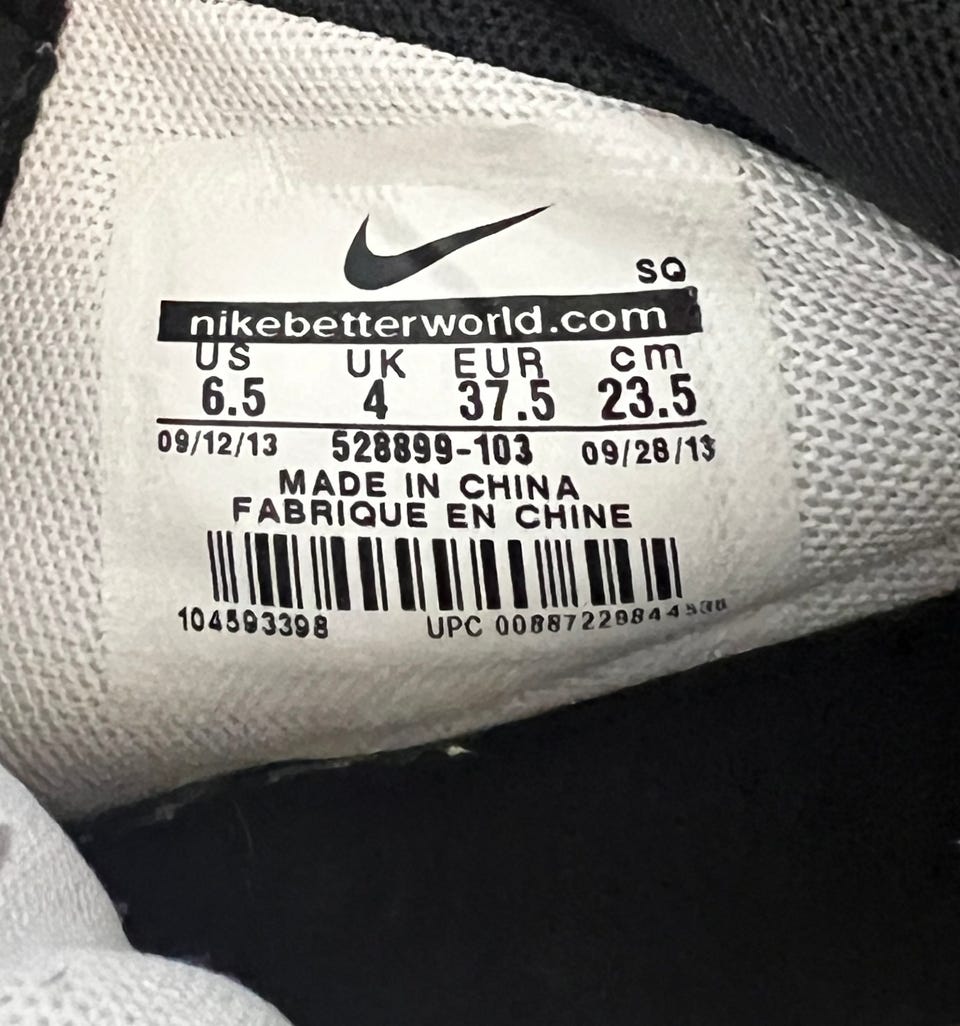 SQ
nikebetterworld.com
US UK EUR cm
6.5 4 37.5 23.5
09/12/13 528899-103 09/28/13
MADE IN CHINA
FABRIQUE EN CHINE
104593398 UPC